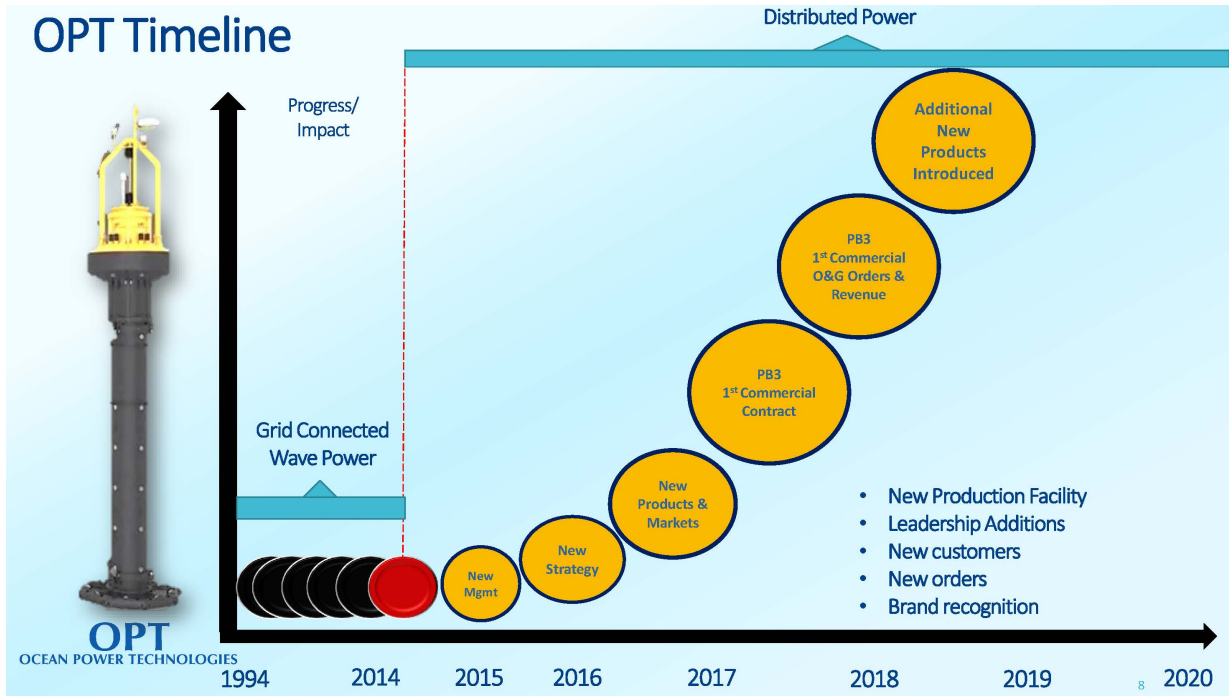 OPT Timeline
Distributed Power
Progress/
Impact
Additional
New
Products
Introduced
PB3
1st Commercial
O&G Orders &
Revenue
PB3
1st Commercial
Contract
Grid Connected
Wave Power
New
Products &
Markets
New
Strategy
New
Mgmt
• New Production Facility
• Leadership Additions
• New customers
• New orders
• Brand recognition
OPT
OCEAN POWER TECHNOLOGIES
1994 2014 2015 2016 2017 2018 2019 2020
8